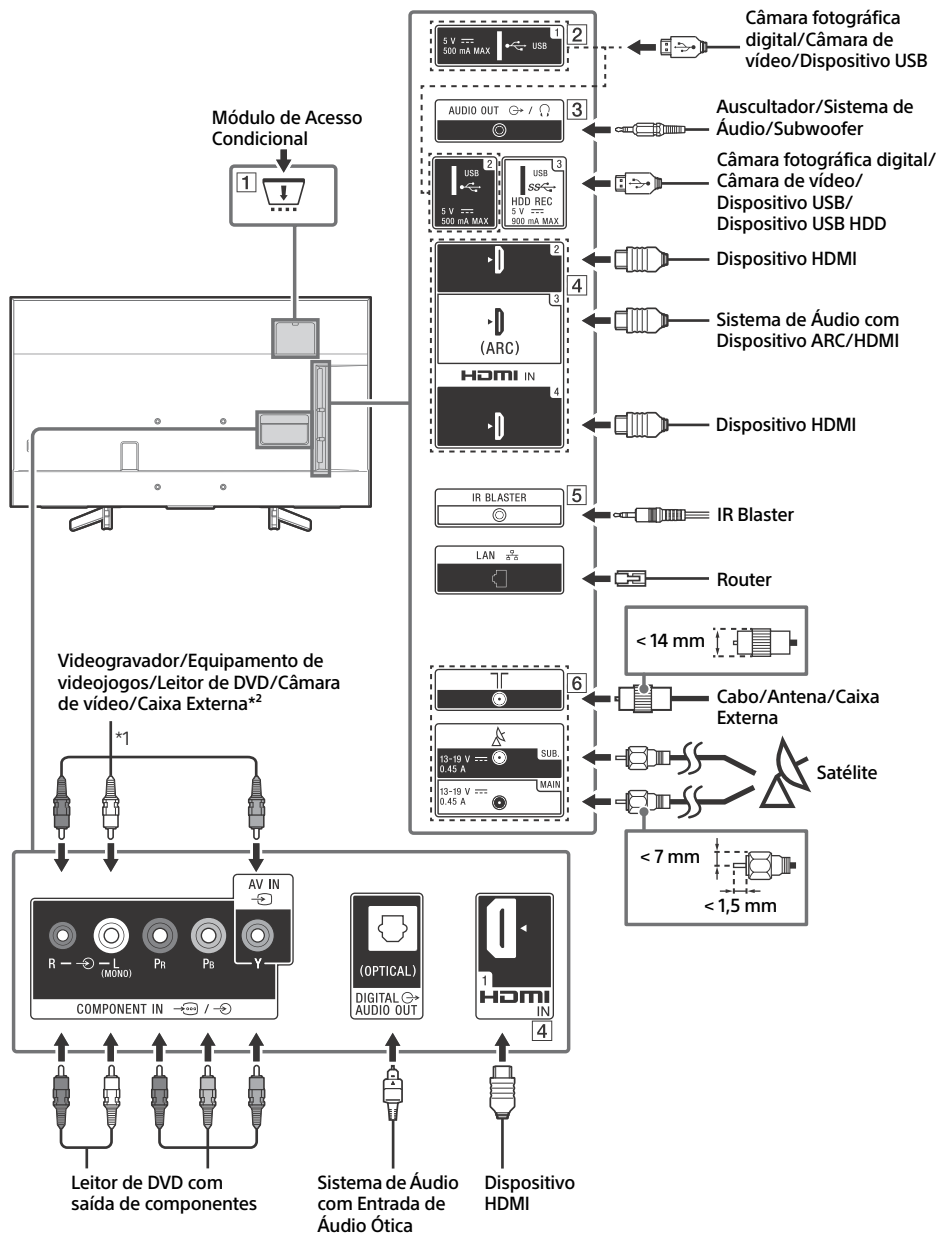 Câmara fotográfica
digital/Câmara de
vídeo/Dispositivo USB
1
2
5 V
500 mA MAX
USB
AUDIO OUT
/
3
Auscultador/Sistema de
Áudio/Subwoofer
Módulo de Acesso
Condicional
1
2
USB
5 V
500 mA MAX
3
USB
SS
HDD REC
5 V
900 mA MAX
Câmara fotográfica digital/
Câmara de vídeo/
Dispositivo USB/
Dispositivo USB HDD
2
Dispositivo HDMI
4
3
(ARC)
Sistema de Áudio com
Dispositivo ARC/HDMI
HDMI IN
4
Dispositivo HDMI
IR BLASTER
5
IR Blaster
LAN
Router
< 14 mm
6
Cabo/Antena/Caixa
Externa
13-19 V
0.45 A
SUB.
13-19 V
0.45 A
MAIN
Satélite
< 7 mm
< 1,5 mm
Videogravador/Equipamento de
videojogos/Leitor de DVD/Câmara
de vídeo/Caixa Externa*2
*1
AV IN
R
L
(MONO)
PR
PB
Y
COMPONENT IN
/
(OPTICAL)
DIGITAL
AUDIO OUT
1
HDMI
IN
4
Leitor de DVD com
saída de componentes
Sistema de Áudio
com Entrada de
Áudio Ótica
Dispositivo
HDMI